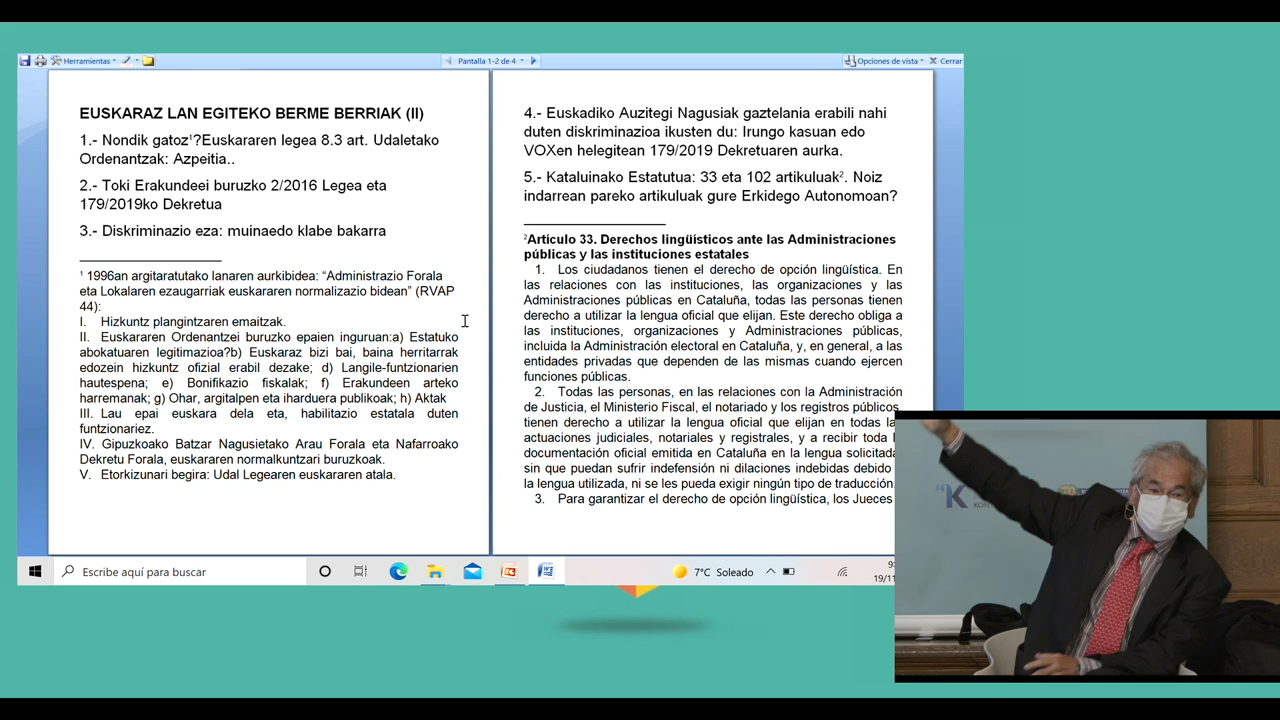 Herramientas
Pantalla 1-2 de 4
Opciones de vista
Cerrar
EUSKARAZ LAN EGITEKO BERME BERRIAK (II)
1.- Nondik gatoz¹?Euskararen legea 8.3 art. Udaletako
Ordenantzak: Azpeitia..
2.- Toki Erakundeei buruzko 2/2016 Legea eta
179/2019ko Dekretua
3.- Diskriminazio eza: muinaedo klabe bakarra
¹ 1996an argitaratutako lanaren aurkibidea: “Administrazio Forala
eta Lokalaren ezaugarriak euskararen normalizazio bidean” (RVAP
44):
I. Hizkuntz plangintzaren emaitzak.
II. Euskararen Ordenantzei buruzko epaien inguruan:a) Estatuko
abokatuaren legitimazioa?b) Euskaraz bizi bai, baina herritarrak
edozein hizkuntz ofizial erabil dezake; d) Langile-funtzionarien
hautespena; e) Bonifikazio fiskalak; f) Erakundeen arteko
harremanak; g) Ohar, argitalpen eta iharduera publikoak; h) Aktak
III. Lau epai euskara dela eta, habilitazio estatala duten
funtzionariez.
IV. Gipuzkoako Batzar Nagusietako Arau Forala eta Nafarroako
Dekretu Forala, euskararen normalkuntzari buruzkoak.
V. Etorkizunari begira: Udal Legearen euskararen atala.
4.- Euskadiko Auzitegi Nagusiak gaztelania erabili nahi
duten diskriminazioa ikusten du: Irungo kasuan edo
VOXen helegitean 179/2019 Dekretuaren aurka.
5.- Kataluinako Estatutua: 33 eta 102 artikuluak². Noiz
indarrean pareko artikuluak gure Erkidego Autonomoan?
²Artículo 33. Derechos lingüísticos ante las Administraciones
públicas y las instituciones estatales
1. Los ciudadanos tienen el derecho de opción lingüística. En
las relaciones con las instituciones, las organizaciones y las
Administraciones públicas en Cataluña, todas las personas tienen
derecho a utilizar la lengua oficial que elijan. Este derecho obliga a
las instituciones, organizaciones y Administraciones públicas,
incluida la Administración electoral en Cataluña, y, en general, a las
entidades privadas que dependen de las mismas cuando ejercen
funciones públicas.
2. Todas las personas, en las relaciones con la Administración
de Justicia, el Ministerio Fiscal, el notariado y los registros públicos,
tienen derecho a utilizar la lengua oficial que elijan en todas la
actuaciones judiciales, notariales y registrales, y a recibir toda l
documentación oficial emitida en Cataluña en la lengua solicitada
sin que puedan sufrir indefensión ni dilaciones indebidas debido
la lengua utilizada, ni se les pueda exigir ningún tipo de traducción.
3. Para garantizar el derecho de opción lingüística, los Jueces
Escribe aquí para buscar
7°C Soleado
9:
19/11